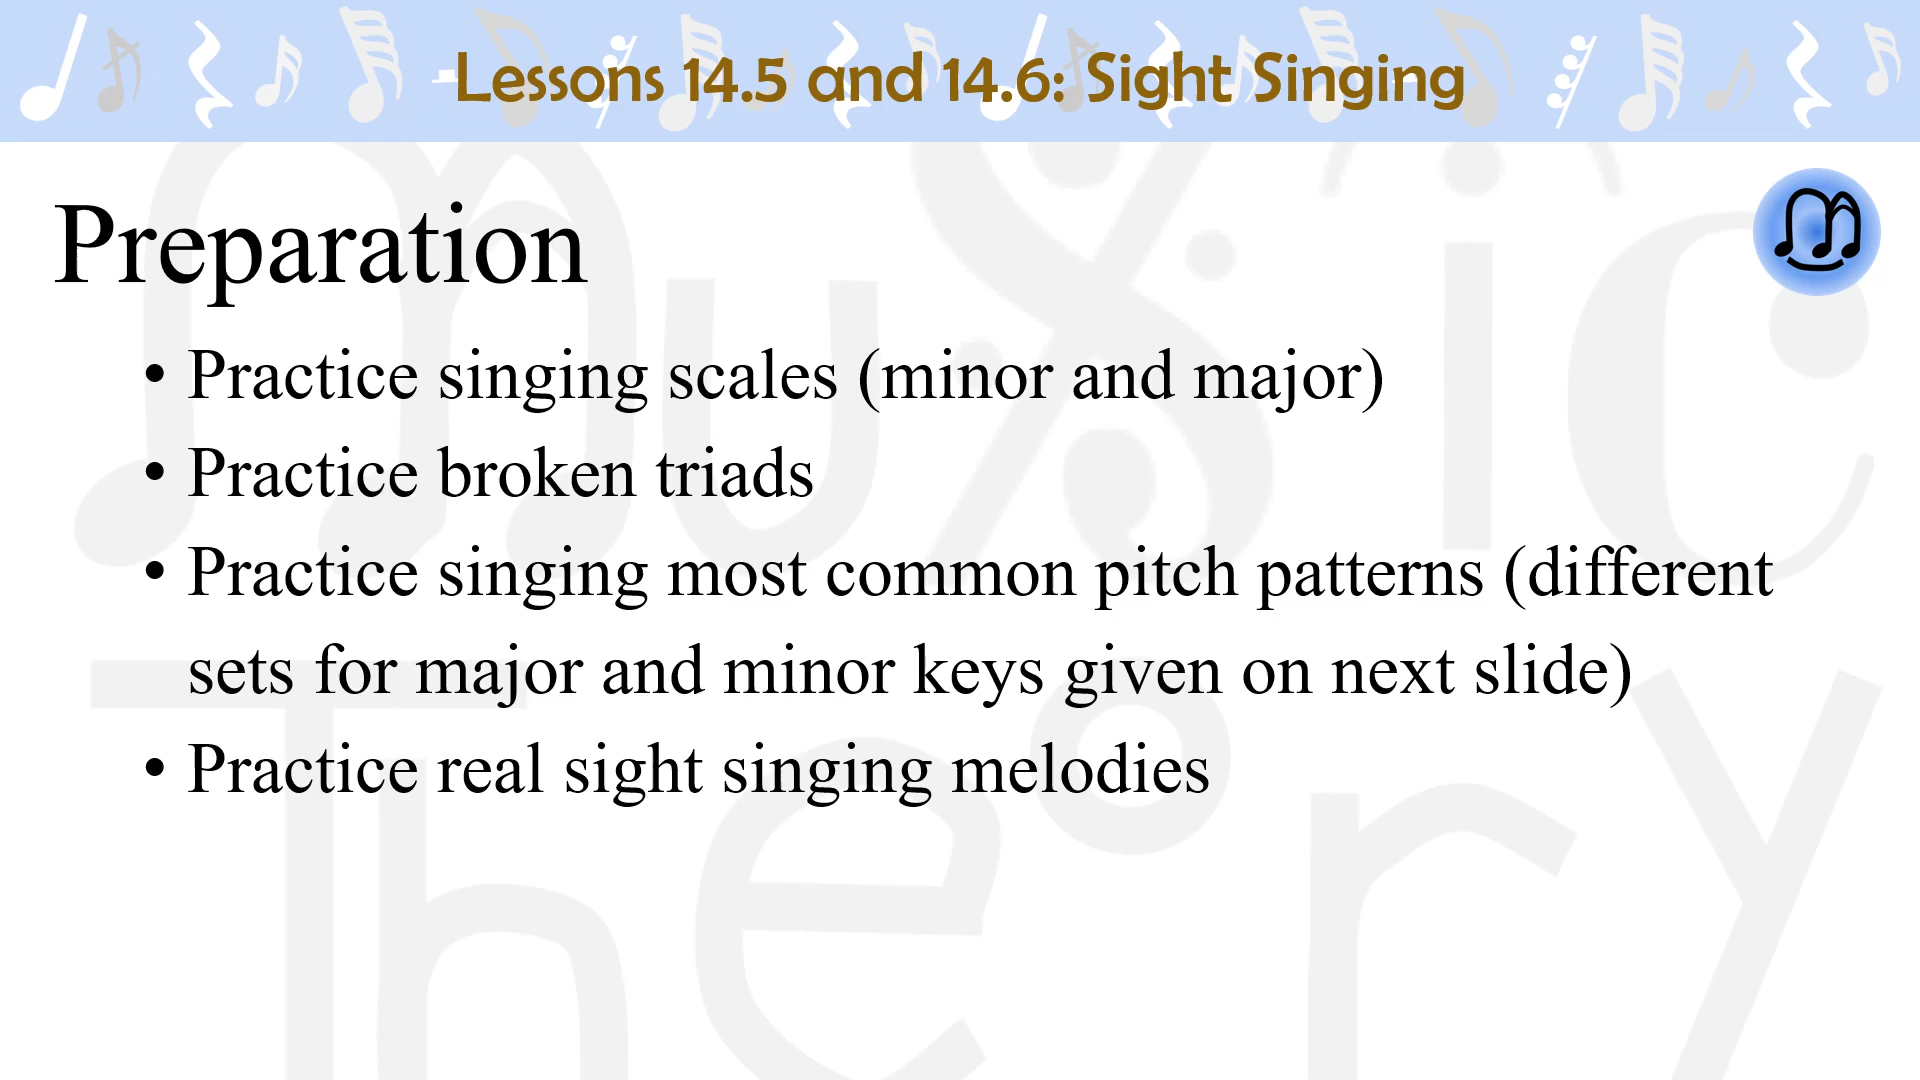 Lessons 14.5 and 14.6: Sight Singing
Preparation
• Practice singing scales (minor and major)
• Practice broken triads
• Practice singing most common pitch patterns (different
sets for major and minor keys given on next slide)
• Practice real sight singing melodies
music
Theory